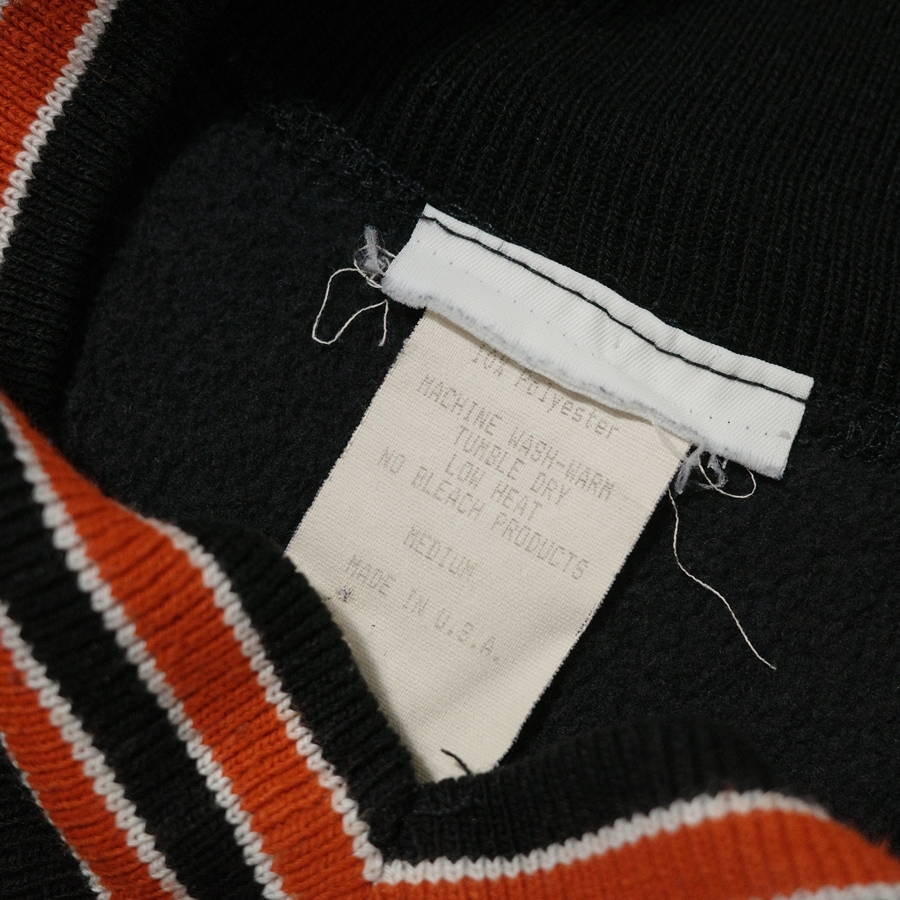 10% Polyester
MACHINE WASH-WARM
TUMBLE DRY
LOW HEAT
NO BLEACH PRODUCTS
MEDIUM
MADE IN U.S.A.